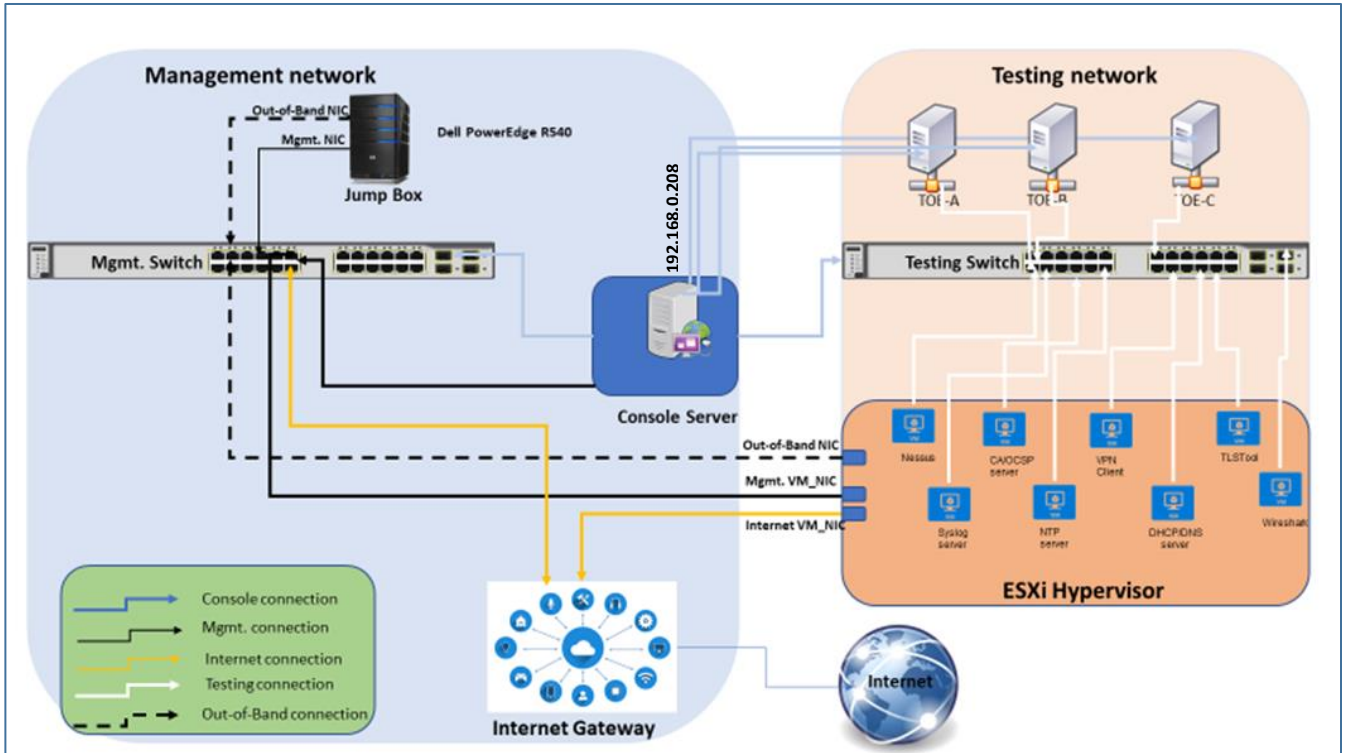 Management network
Testing network
Out-of-Band NIC
Dell PowerEdge R540
Mgmt. NIC
Jump Box
192.168.0.208
TOE-A
TOE-B
TOE-C
Mgmt. Switch
Testing Switch
Console Server
Out-of-Band NIC
Mgmt. VM_NIC
Internet VM_NIC
Nessus
CA/OCSP
server
VPN
Client
TLSTool
Syslog
server
NTP
server
DHCP/DNS
server
Wireshark
ESXi Hypervisor
Console connection
Mgmt. connection
Internet connection
Testing connection
Out-of-Band connection
Internet Gateway
Internet